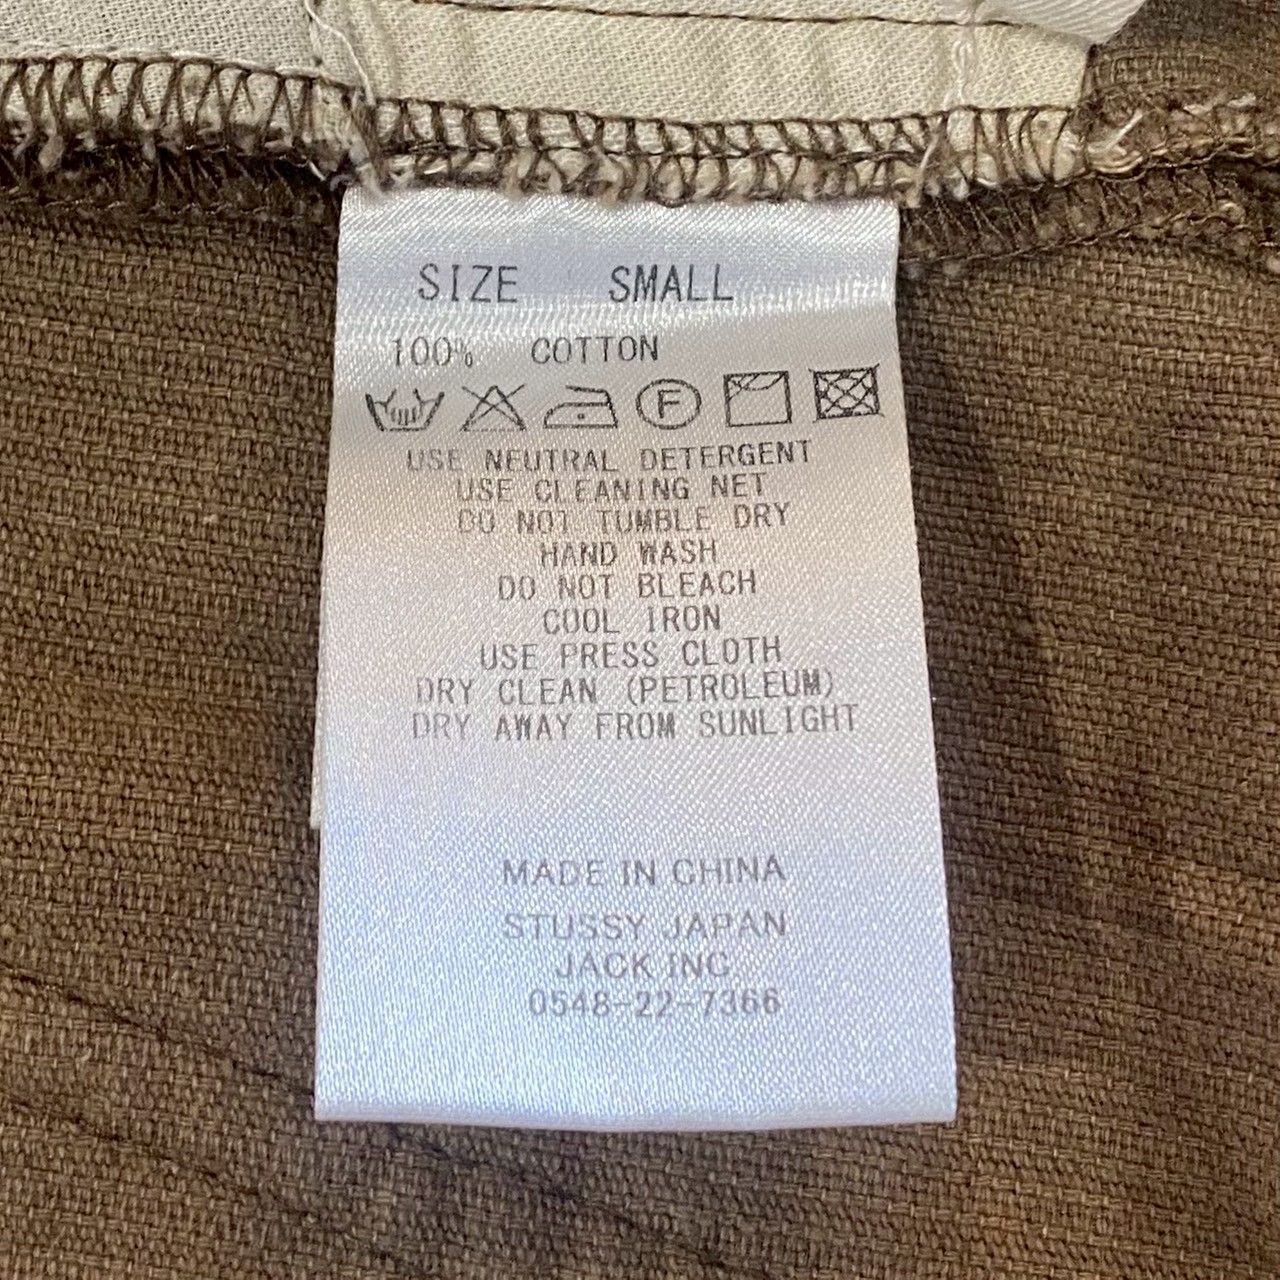 SIZE SMALL
100% COTTON
F
USE NEUTRAL DETERGENT
USE CLEANING NET
DO NOT TUMBLE DRY
HAND WASH
DO NOT BLEACH
COOL IRON
USE PRESS CLOTH
DRY CLEAN (PETROLEUM)
DRY AWAY FROM SUNLIGHT
MADE IN CHINA
STUSSY JAPAN
JACK INC
0548-22-7366